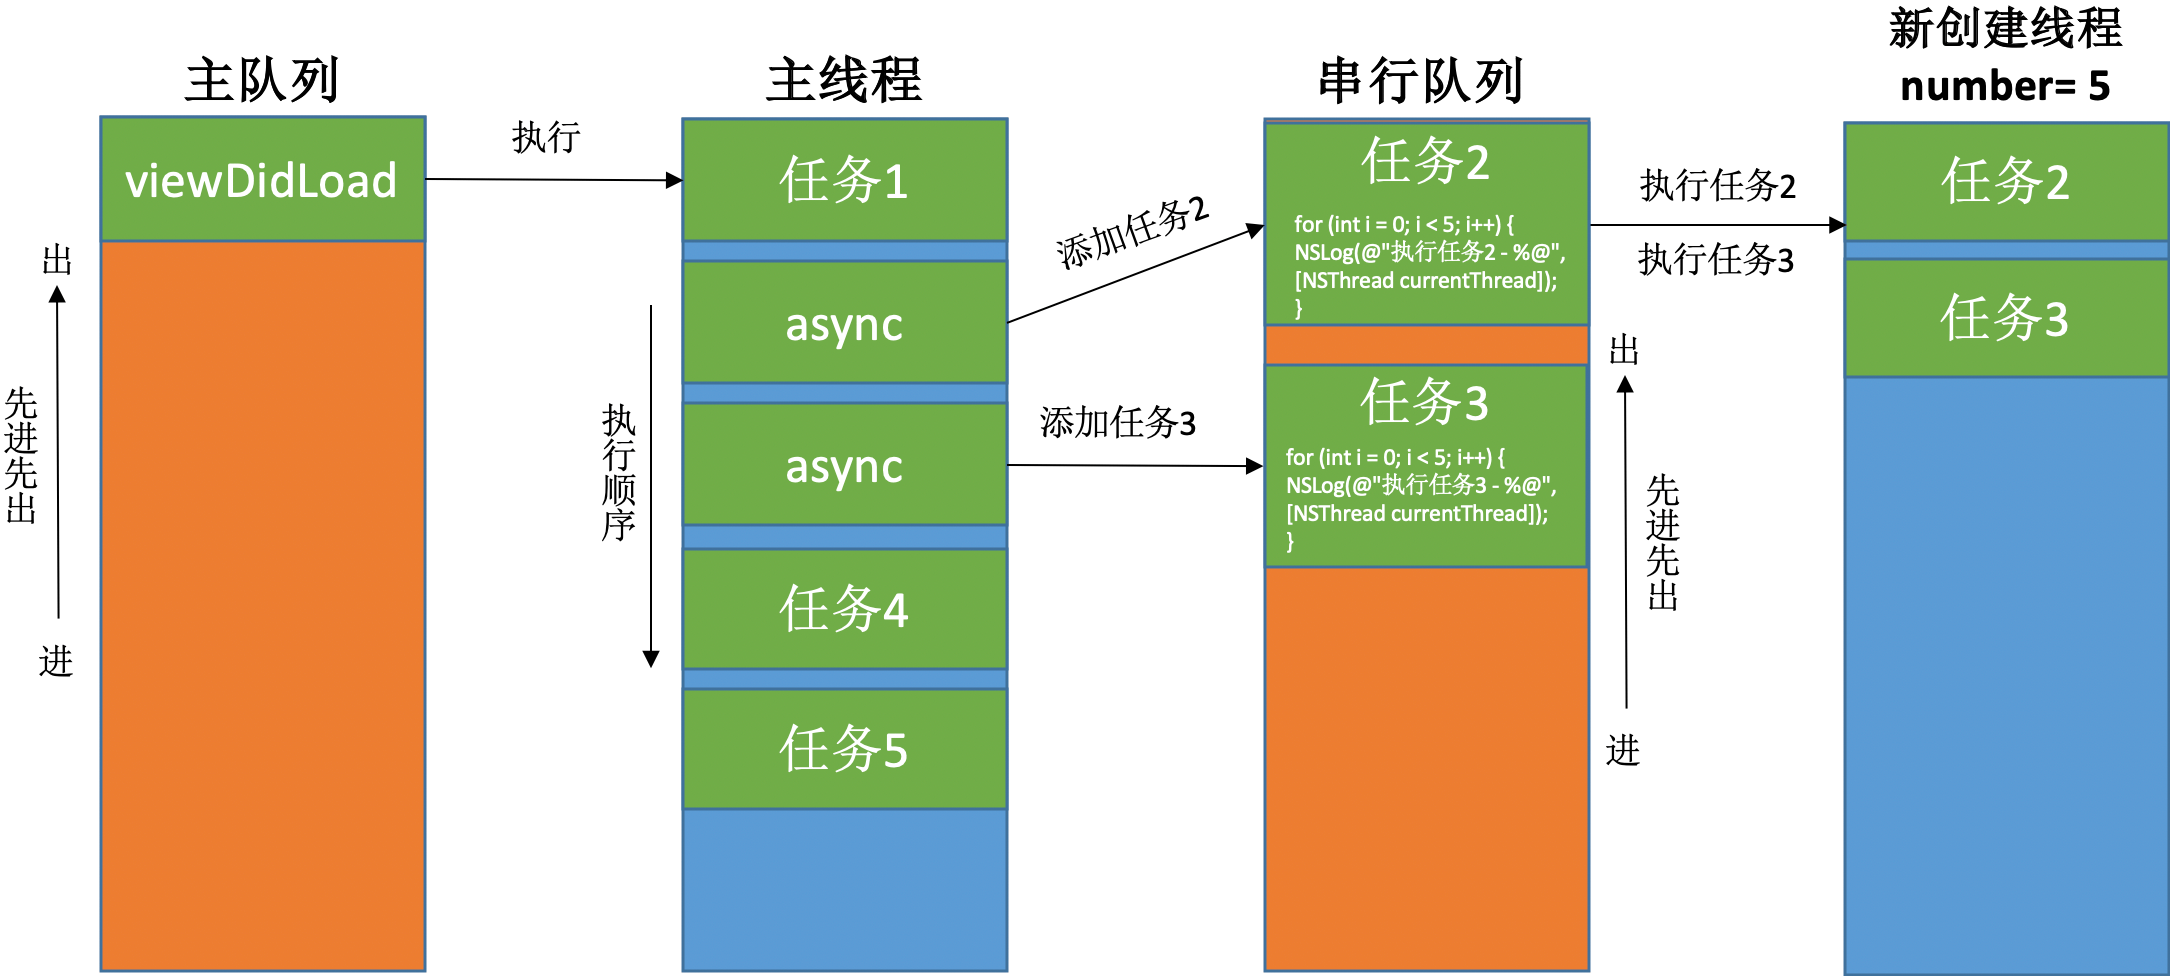 主队列
主线程
串行队列
新创建线程
number= 5
viewDidLoad
执行
任务1
async
async
任务4
任务5
添加任务2
添加任务3
任务2
for (int i = 0; i < 5; i++) {
NSLog(@"执行任务2 - %@",
[NSThread currentThread]);
}
任务3
for (int i = 0; i < 5; i++) {
NSLog(@"执行任务3 - %@",
[NSThread currentThread]);
}
执行任务2
执行任务3
任务2
任务3
出
先进先出
进
执行顺序
出
先进先出
进